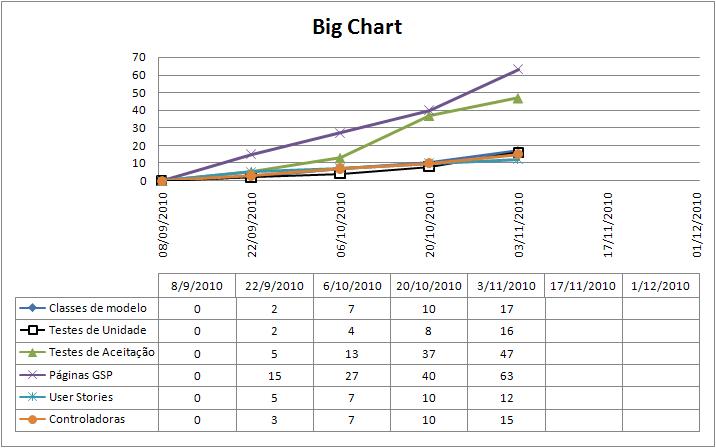 Big Chart
70
60
50
40
30
20
10
0
08/09/2010
22/09/2010
06/10/2010
20/10/2010
03/11/2010
17/11/2010
01/12/2010
8/9/2010 22/9/2010 6/10/2010 20/10/2010 3/11/2010 17/11/2010 1/12/2010
Classes de modelo 0 2 7 10 17
Testes de Unidade 0 2 4 8 16
Testes de Aceitação 0 5 13 37 47
Páginas GSP 0 15 27 40 63
User Stories 0 5 7 10 12
Controladoras 0 3 7 10 15